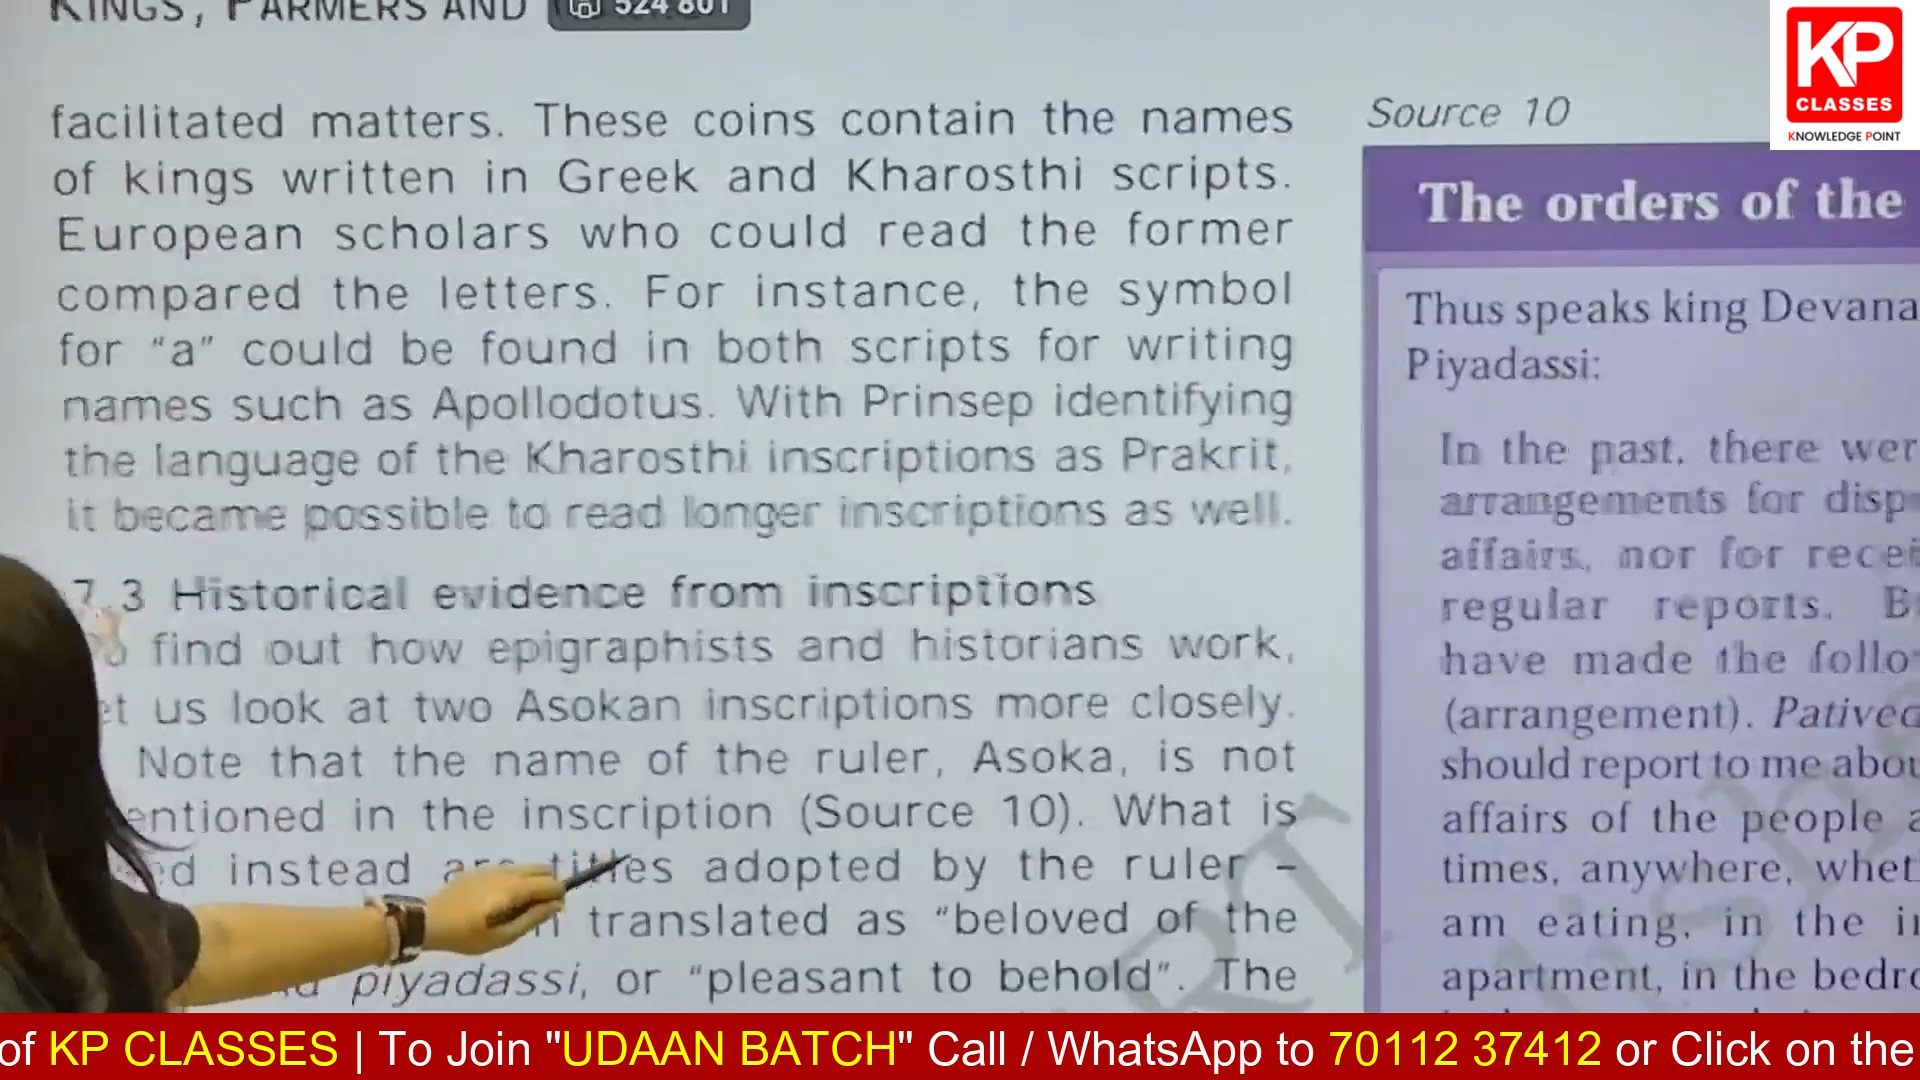 KINGS, FARMERS AND
524 801
facilitated matters. These coins contain the names
of kings written in Greek and Kharosthi scripts.
European scholars who could read the former
compared the letters. For instance, the symbol
for "a" could be found in both scripts for writing
names such as Apollodotus. With Prinsep identifying
the language of the Kharosthi inscriptions as Prakrit,
it became possible to read longer inscriptions as well.
7.3 Historical evidence from inscriptions
find out how epigraphists and historians work,
us look at two Asokan inscriptions more closely.
Note that the name of the ruler, Asoka, is not
entioned in the inscription (Source 10). What is
instead are titles adopted by the ruler –
translated as "beloved of the
piyadassi, or "pleasant to behold". The
Source 10
The orders of the
Thus speaks king Devana
Piyadassi:
In the past, there wer
arrangements for disp
affairs, nor for recei
regular reports. B
have made the follo
(arrangement). Patived
should report to me abou
affairs of the people a
times, anywhere, whet
am eating, in the i
apartment, in the bedro
KP
CLASSES
KNOWLEDGE POINT
of KP CLASSES | To Join "UDAAN BATCH" Call / WhatsApp to 70112 37412 or Click on the